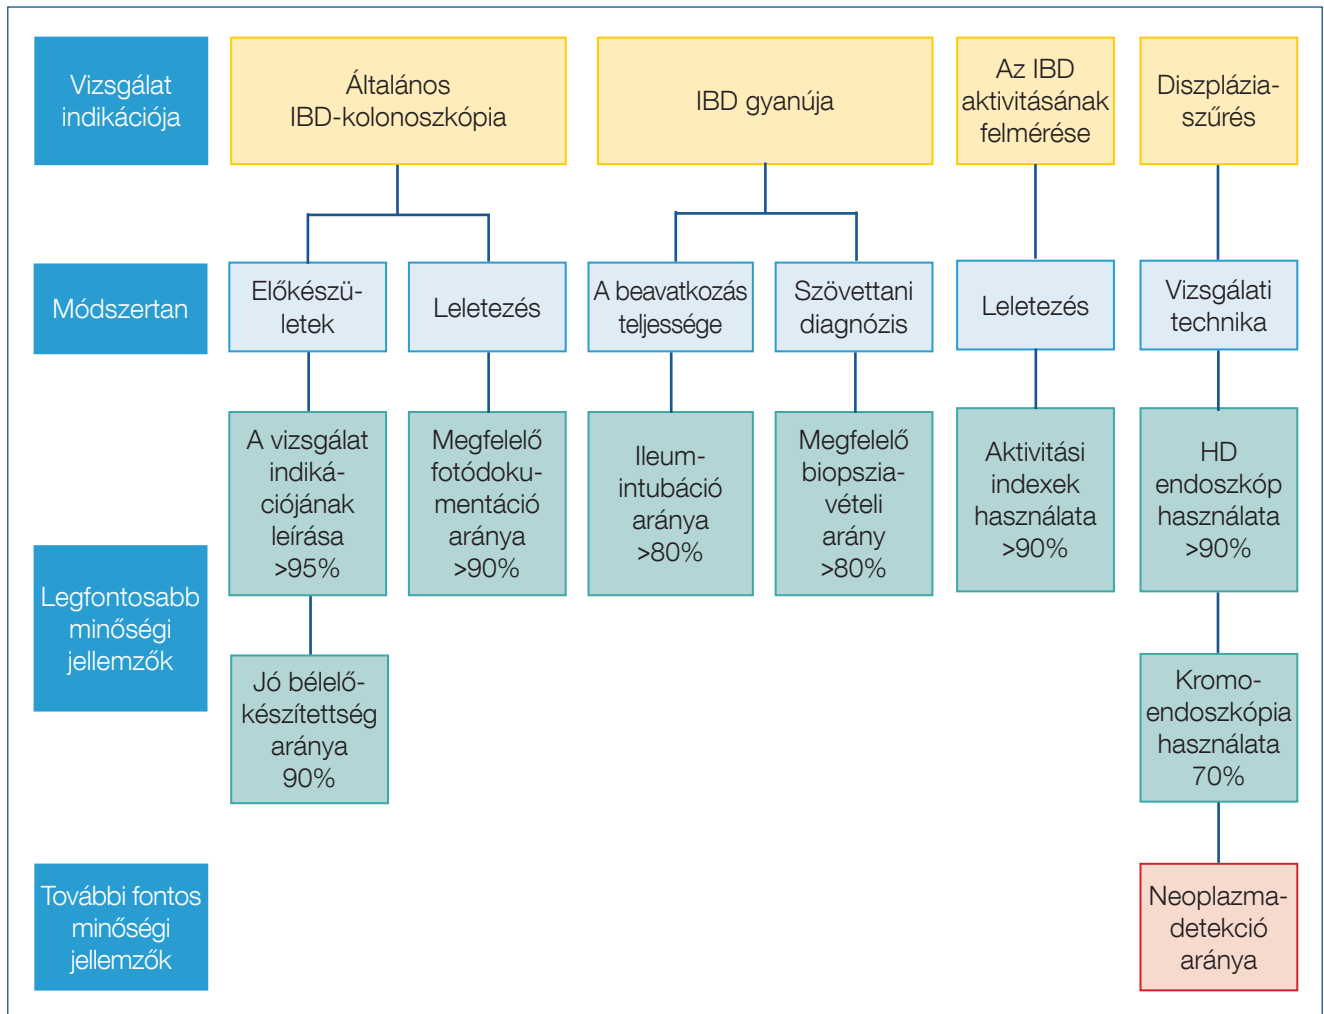 Vizsgálat
indikációja
Általános
IBD-kolonoszkópia
IBD gyanúja
Az IBD
aktivitásának
felmérése
Diszplázia-
szűrés
Módszertan
Előkészü-
letek
Leletezés
A beavatkozás
teljessége
Szövettani
diagnózis
Leletezés
Vizsgálati
technika
Legfontosabb
minőségi
jellemzők
A vizsgálat
indiká-
ciójának
leírása
>95%
Megfelelő
fotódoku-
mentáció
aránya
>90%
Ileum-
intubáció
aránya
>80%
Megfelelő
biopszia-
vételi
arány
>80%
Aktivitási
indexek
használata
>90%
HD
endoszkóp
használata
>90%
Jó bélelő-
készítettség
aránya
90%
Kromo-
endoszkópia
használata
70%
További fontos
minőségi
jellemzők
Neoplazma-
detekció
aránya